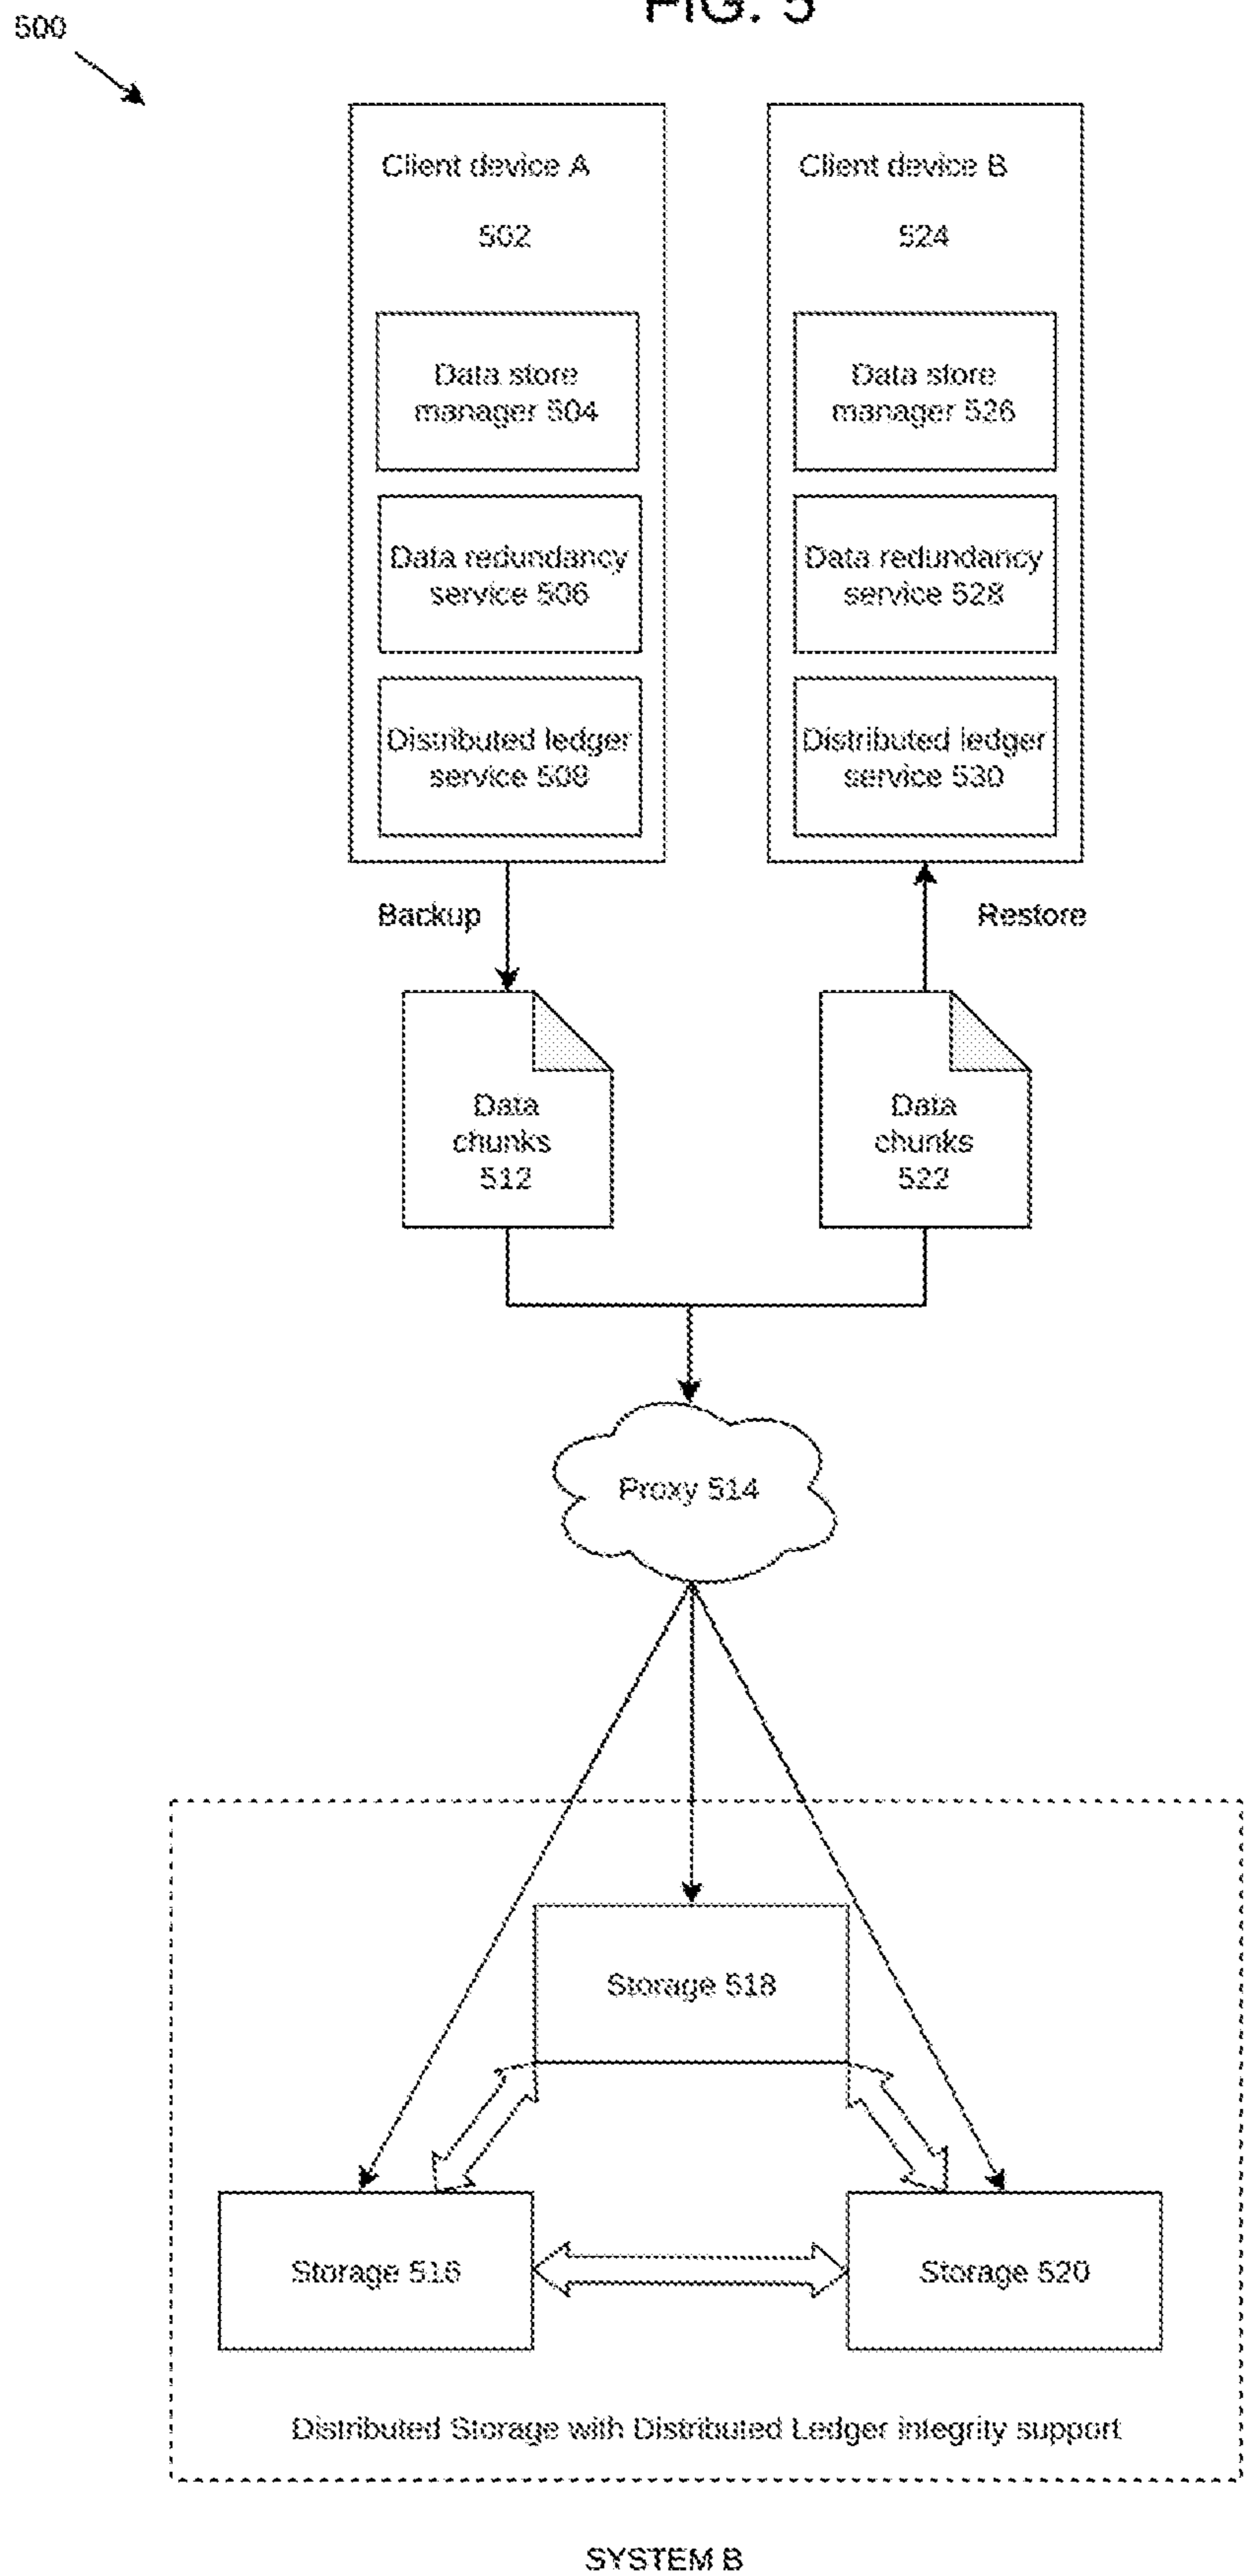 FIG. 5
500
Client device A
502
Data store
manager 504
Data redundancy
service 506
Distributed ledger
service 508
Client device B
524
Data store
manager 526
Data redundancy
service 528
Distributed ledger
service 530
Backup
Restore
Data
chunks
512
Data
chunks
522
Proxy 514
Storage 518
Storage 516
Storage 520
Distributed Storage with Distributed Ledger integrity support
SYSTEM B